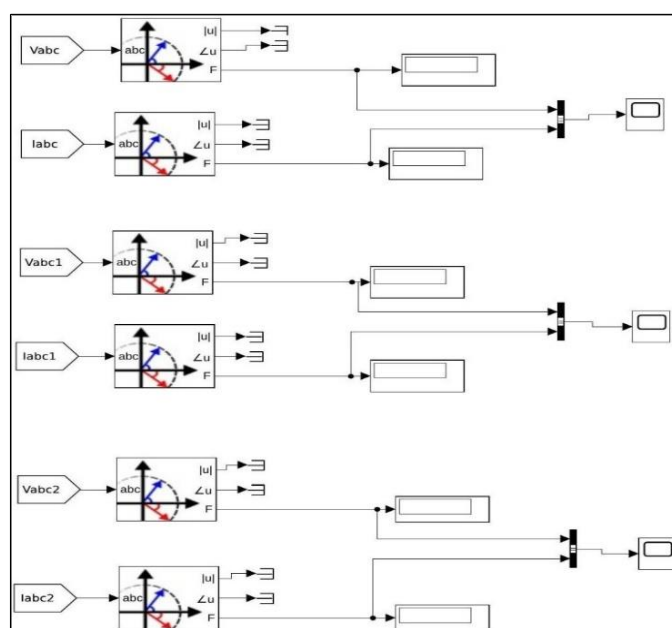 Vabc
abc
|u|
∠u
F
Iabc
abc
|u|
∠u
F
Vabc1
abc
|u|
∠u
F
Iabc1
abc
|u|
∠u
F
Vabc2
abc
|u|
∠u
F
Iabc2
abc
|u|
∠u
F